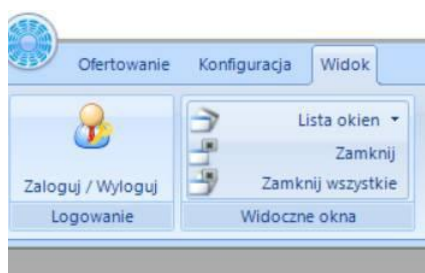 Ofertowanie Konfiguracja Widok
Lista okien
Zamknij
Zaloguj / Wyloguj Zamknij wszystkie
Logowanie Widoczne okna